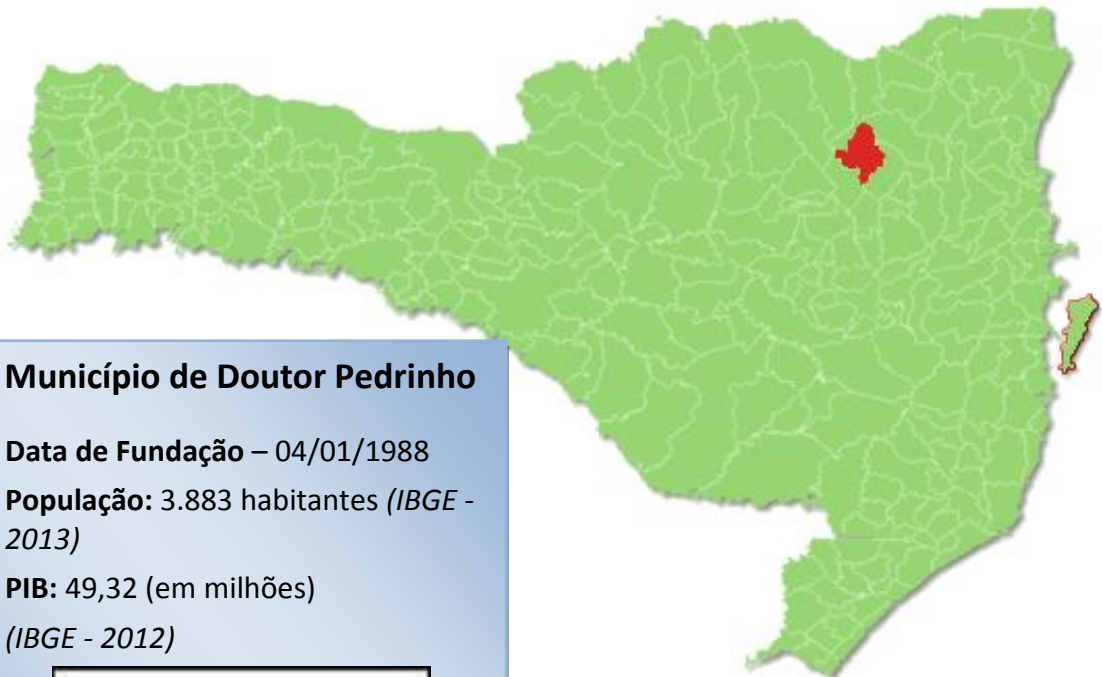 Município de Doutor Pedrinho
Data de Fundação – 04/01/1988
População: 3.883 habitantes (IBGE -
2013)
PIB: 49,32 (em milhões)
(IBGE - 2012)